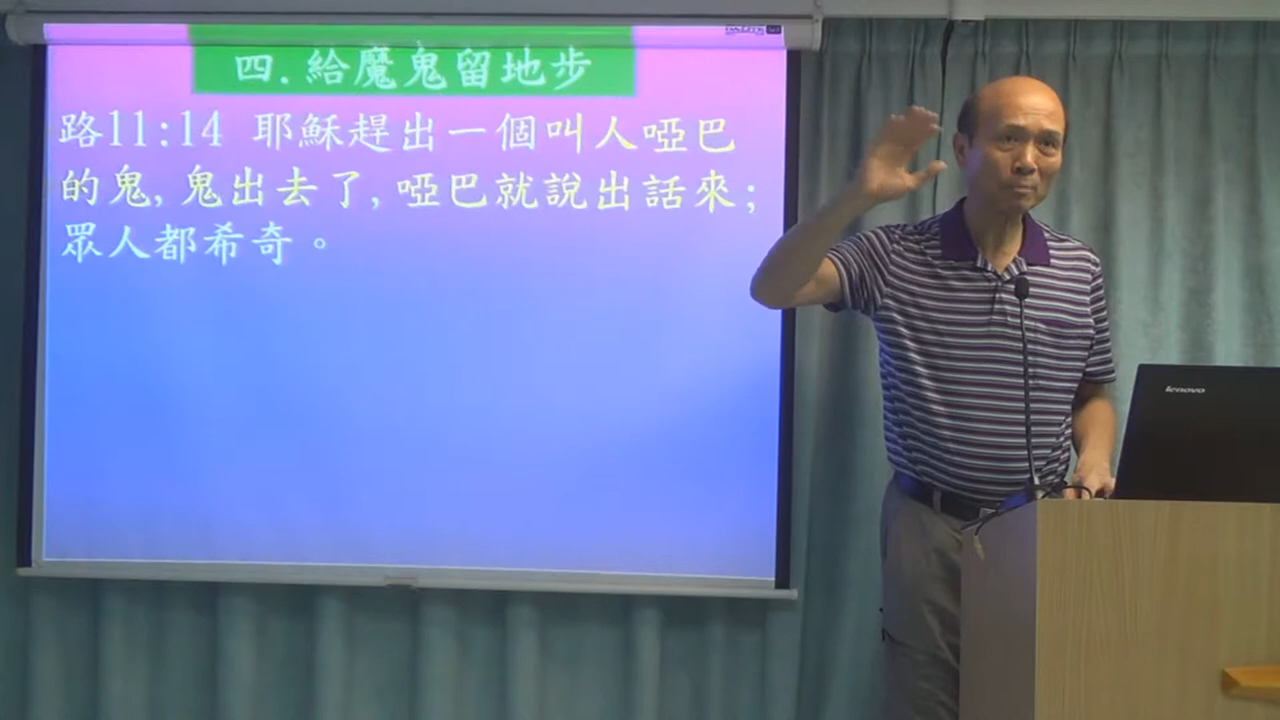 四.給魔鬼留地步
路11:14 耶穌趕出一個叫人啞巴
的鬼,鬼出去了,啞巴就說出話來;
眾人都希奇。
lenovo